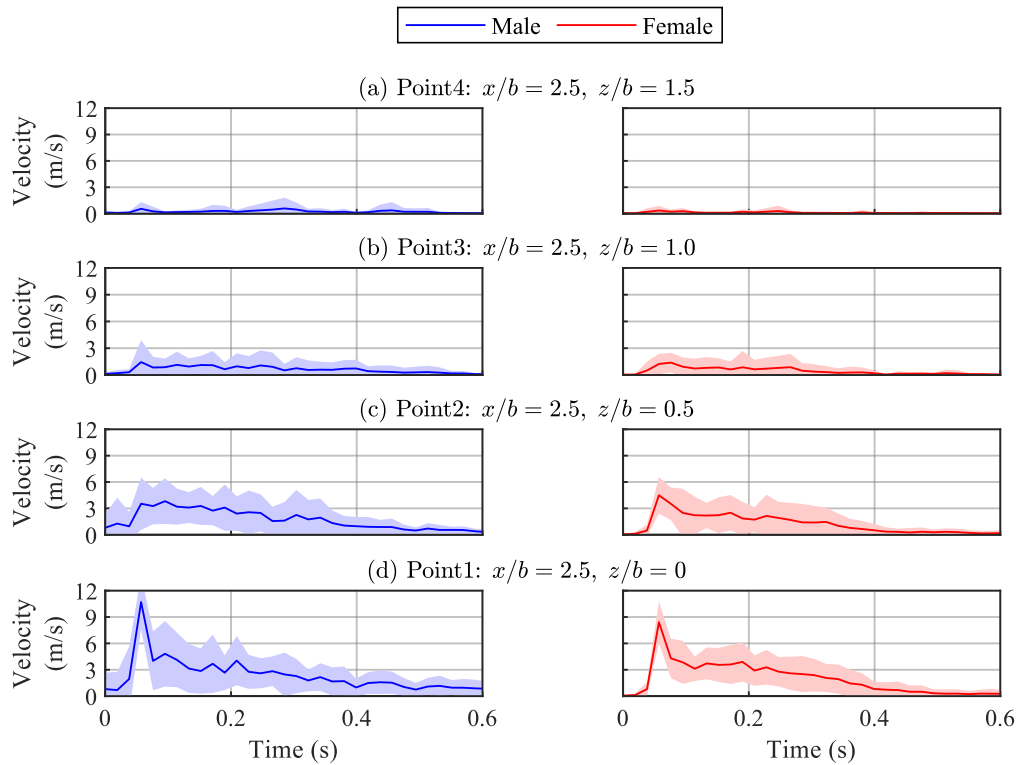 Male Female
(a) Point4: x/b = 2.5, z/b = 1.5
Velocity
(m/s)
12
9
6
3
0
(b) Point3: x/b = 2.5, z/b = 1.0
Velocity
(m/s)
12
9
6
3
0
(c) Point2: x/b = 2.5, z/b = 0.5
Velocity
(m/s)
12
9
6
3
0
(d) Point1: x/b = 2.5, z/b = 0
Velocity
(m/s)
12
9
6
3
0
0 0.2 0.4 0.6 0 0.2 0.4 0.6
Time (s) Time (s)